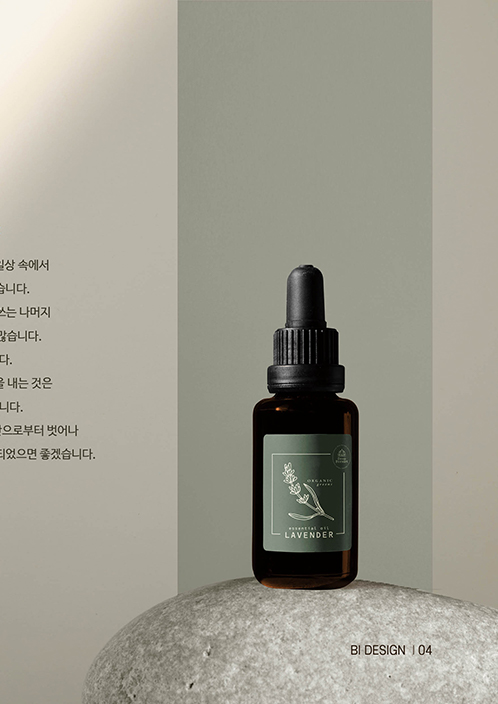 일상 속에서
습니다.
쓰는 나머지
많습니다.
다.
을 내는 것은
니다.
으로부터 벗어나
되었으면 좋겠습니다.
ORGANIC
greens
essential oil
LAVENDER
BI DESIGN | 04